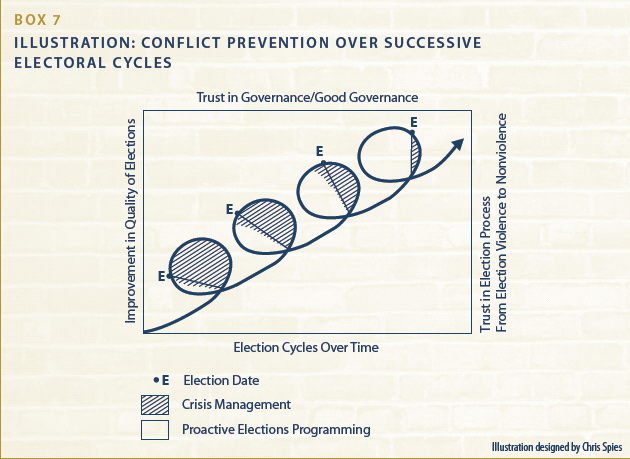 BOX 7
ILLUSTRATION: CONFLICT PREVENTION OVER SUCCESSIVE
ELECTORAL CYCLES
Trust in Governance/Good Governance
Improvement in Quality of Elections
E
E
E
E
Trust in Election Process
From Election Violence to Nonviolence
Election Cycles Over Time
• E Election Date
Crisis Management
Proactive Elections Programming
Illustration designed by Chris Spies